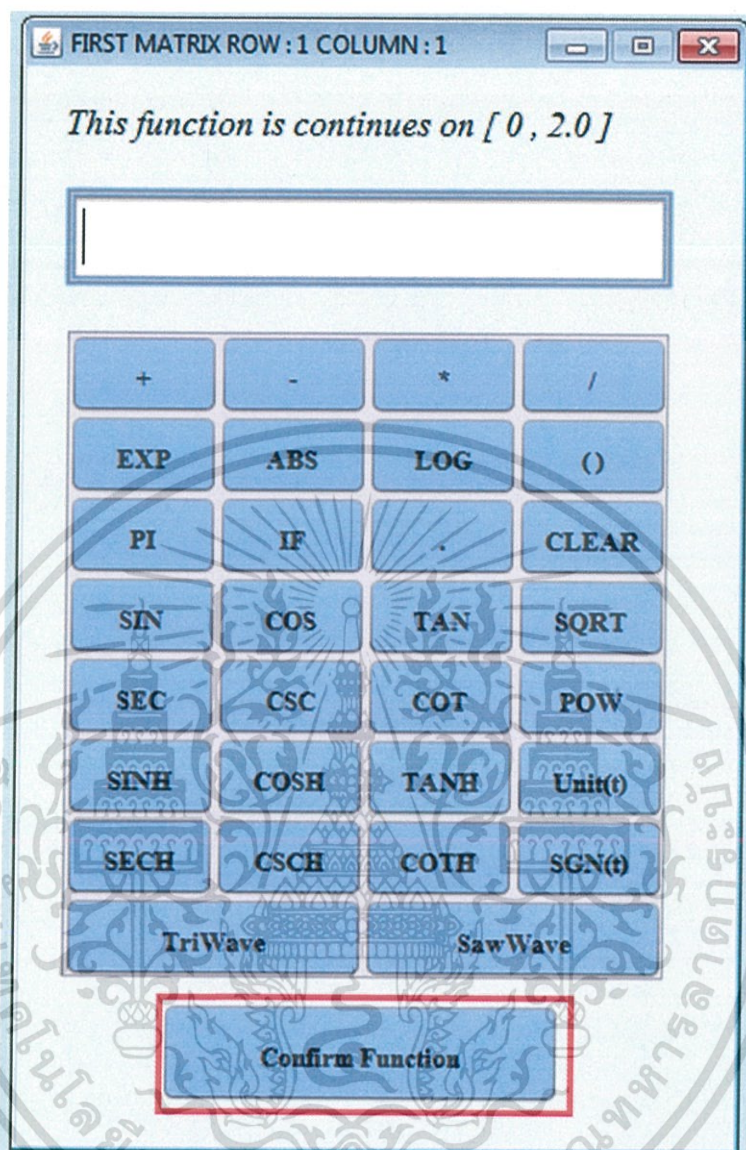 FIRST MATRIX ROW : 1 COLUMN : 1
This function is continues on [ 0 , 2.0 ]
+ - * /
EXP ABS LOG ()
PI IF . CLEAR
SIN COS TAN SQRT
SEC CSC COT POW
SINH COSH TANH Unit(t)
SECH CSCH COTH SGN(t)
TriWave SawWave
Confirm Function